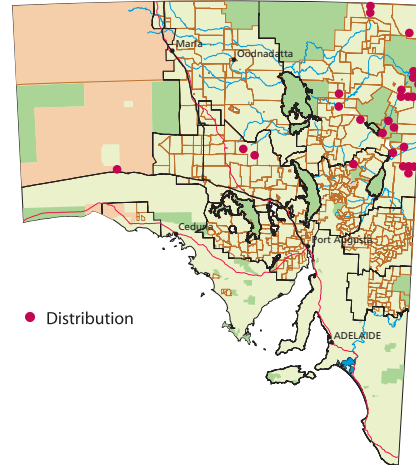 Marla
Oodnadatta
Ceduna
Port Augusta
Distribution
ADELAIDE